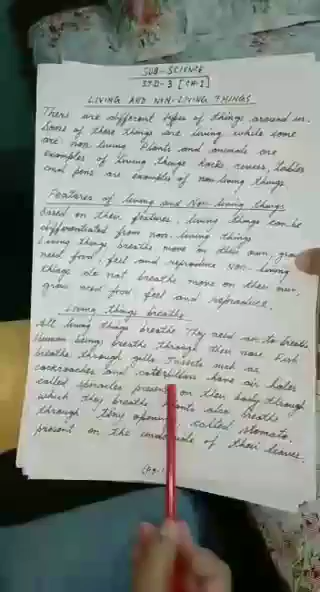 SUB-SCIENCE
STD-3 [CH-1]
LIVING AND NON-LIVING THINGS
There are different types of things around us.
Some of these things are living while some
are non living Plants and animals are
examples of living things Rocks, rivers, tables
and pens are examples of non living things
Features of living and Non living things
Based on their features, living things can be
differentiated from non. living things
Living things breathe move on their own, grow
need food, feel and reproduce Non-living
things do not breathe move on their own,
grow need food feel and reproduce.
Living things breathe
All living things breathe They need air to breathe
Human beings breathe through their nose Fish
breathe through gills Insects such as
cockroaches and caterpillars have air holes
called spiracles present on their body through
which they breathe Plants also breathe
through tiny called stomata
present on the of their leaves.